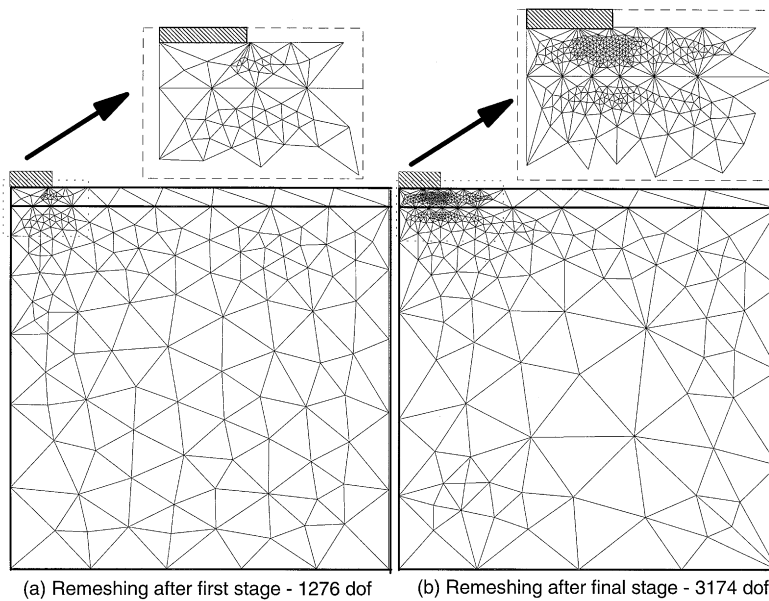 (a) Remeshing after first stage - 1276 dof
(b) Remeshing after final stage - 3174 dof